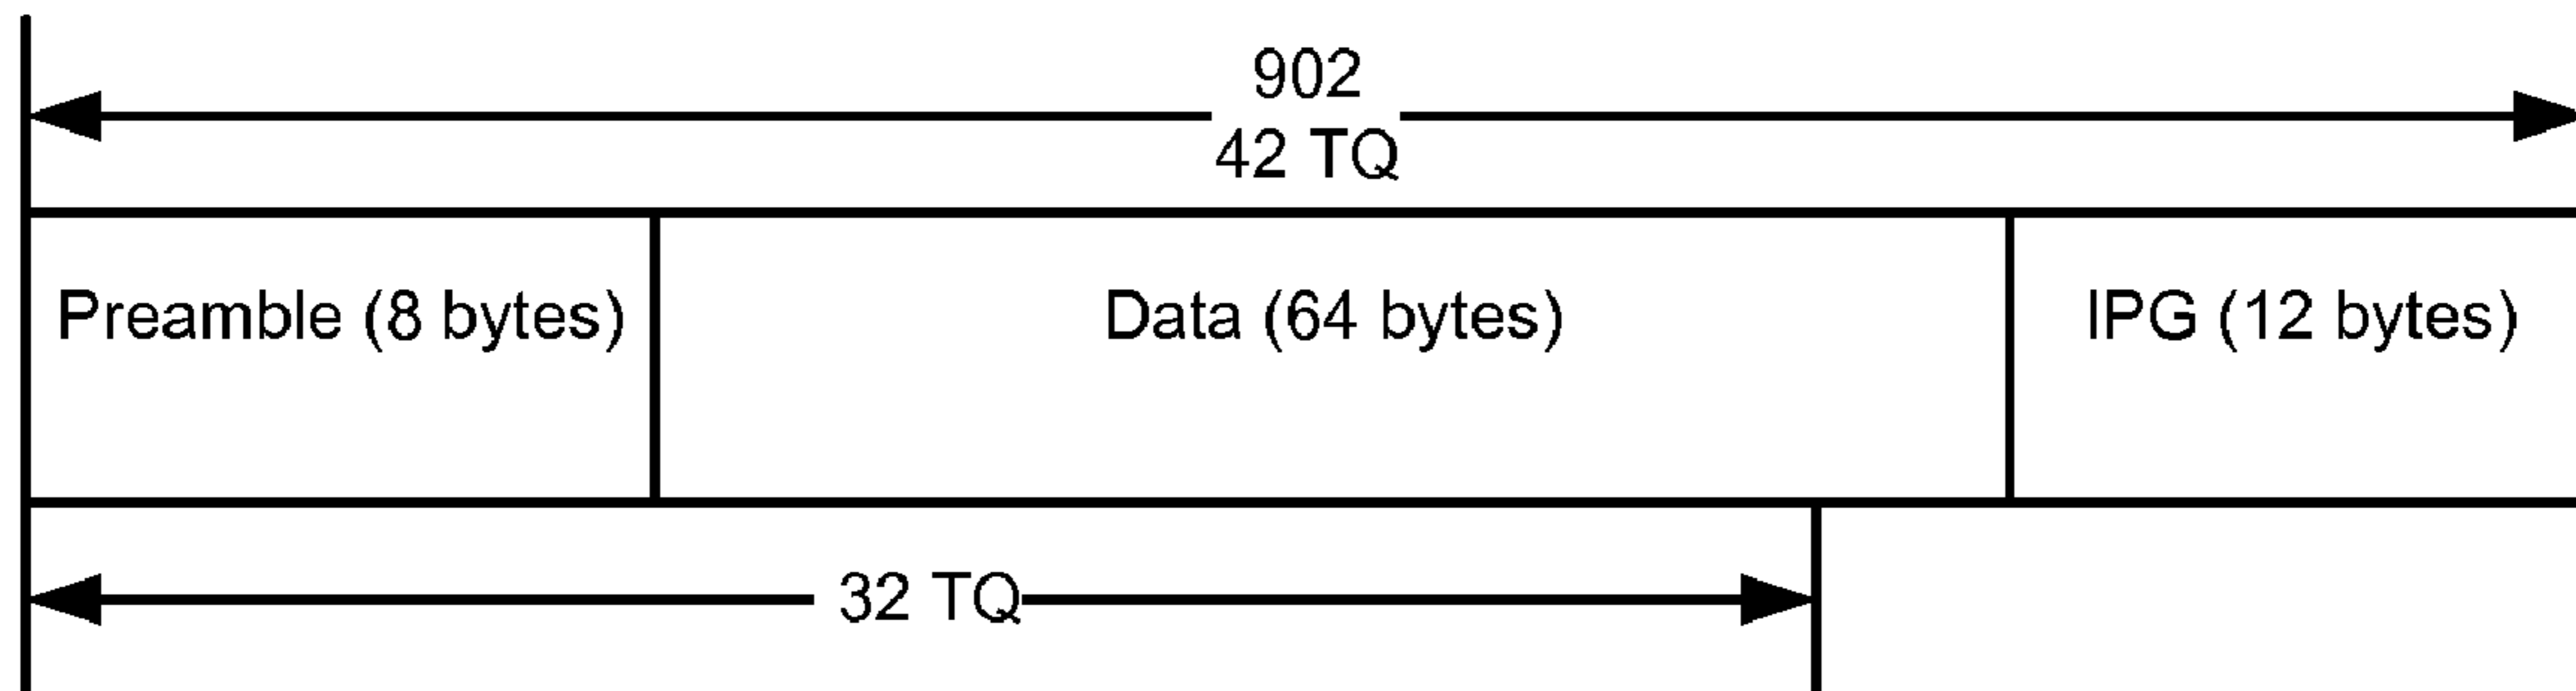 902
42 TQ
Preamble (8 bytes)
Data (64 bytes)
IPG (12 bytes)
32 TQ